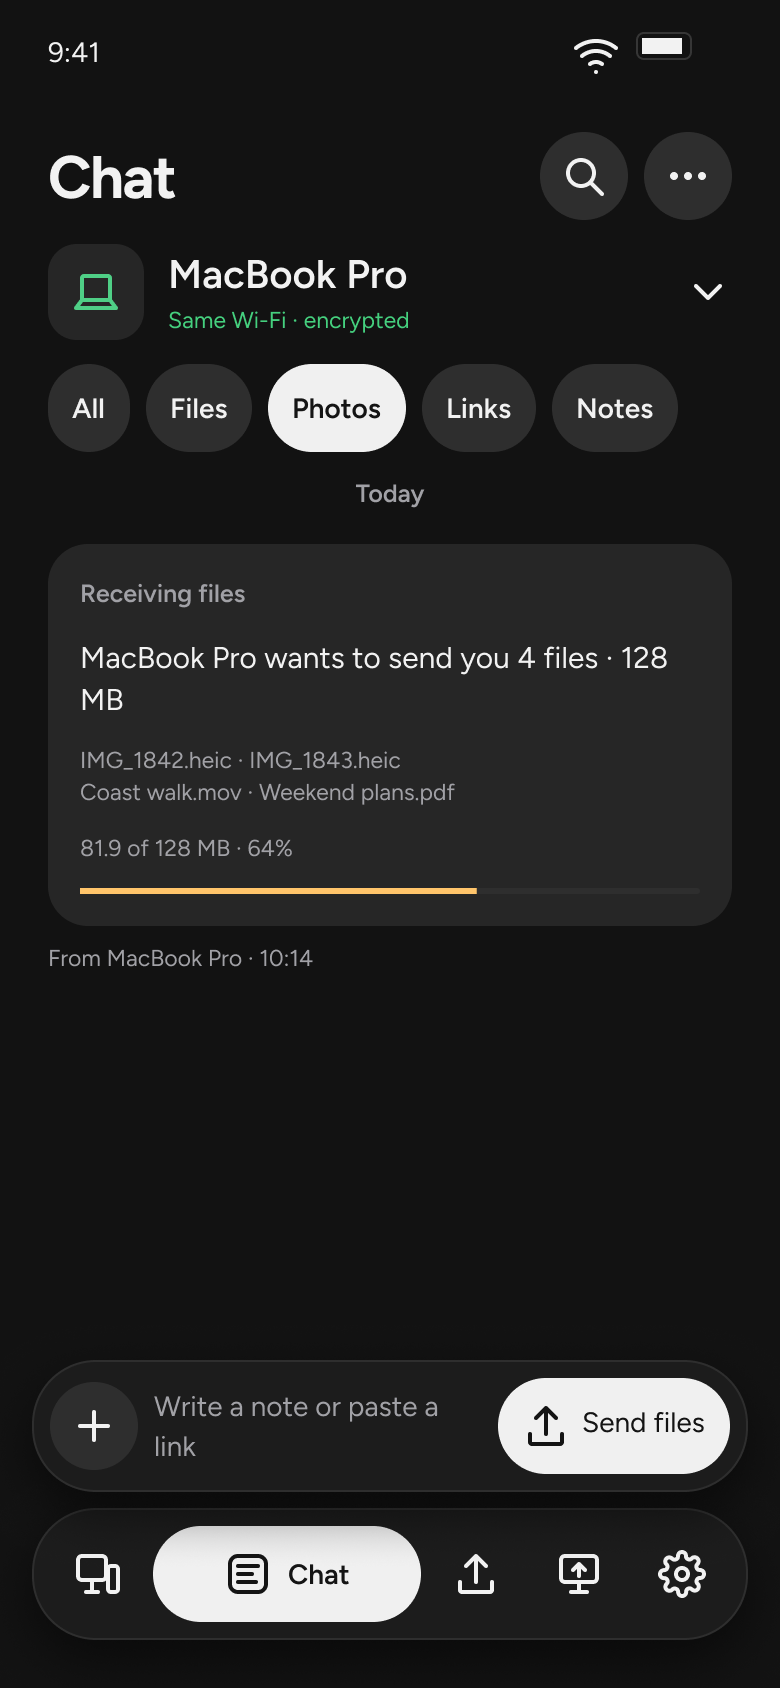 9:41
Chat
MacBook Pro
Same Wi-Fi · encrypted
All Files Photos Links Notes
Today
Receiving files
MacBook Pro wants to send you 4 files · 128
MB
IMG_1842.heic · IMG_1843.heic
Coast walk.mov · Weekend plans.pdf
81.9 of 128 MB · 64%
From MacBook Pro · 10:14
Write a note or paste a
link
Send files
Chat